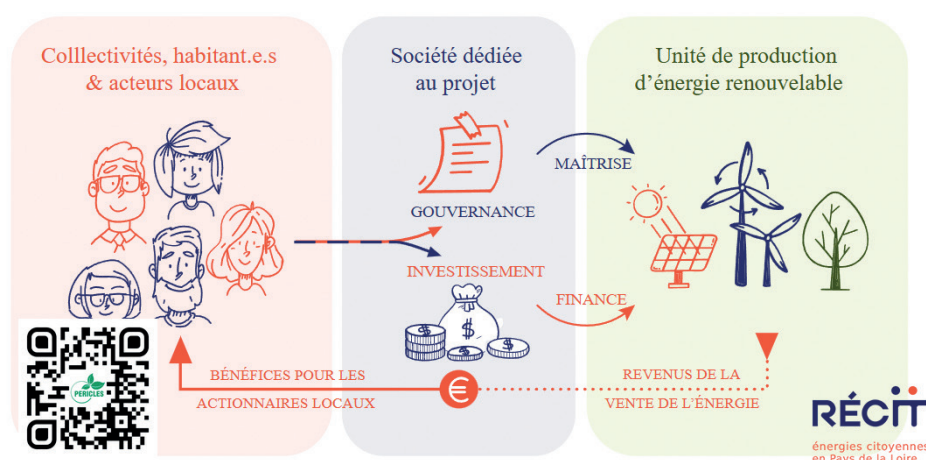 Colllectivités, habitant.e.s
& acteurs locaux
Société dédiée
au projet
Unité de production
d'énergie renouvelable
MAÎTRISE
GOUVERNANCE
INVESTISSEMENT
FINANCE
$
$
$
$
PERICLES
BÉNÉFICES POUR LES
ACTIONNAIRES LOCAUX
€
REVENUS DE LA
VENTE DE L'ÉNERGIE
RÉCIT
énergies citoyennes
en Pays de la Loire